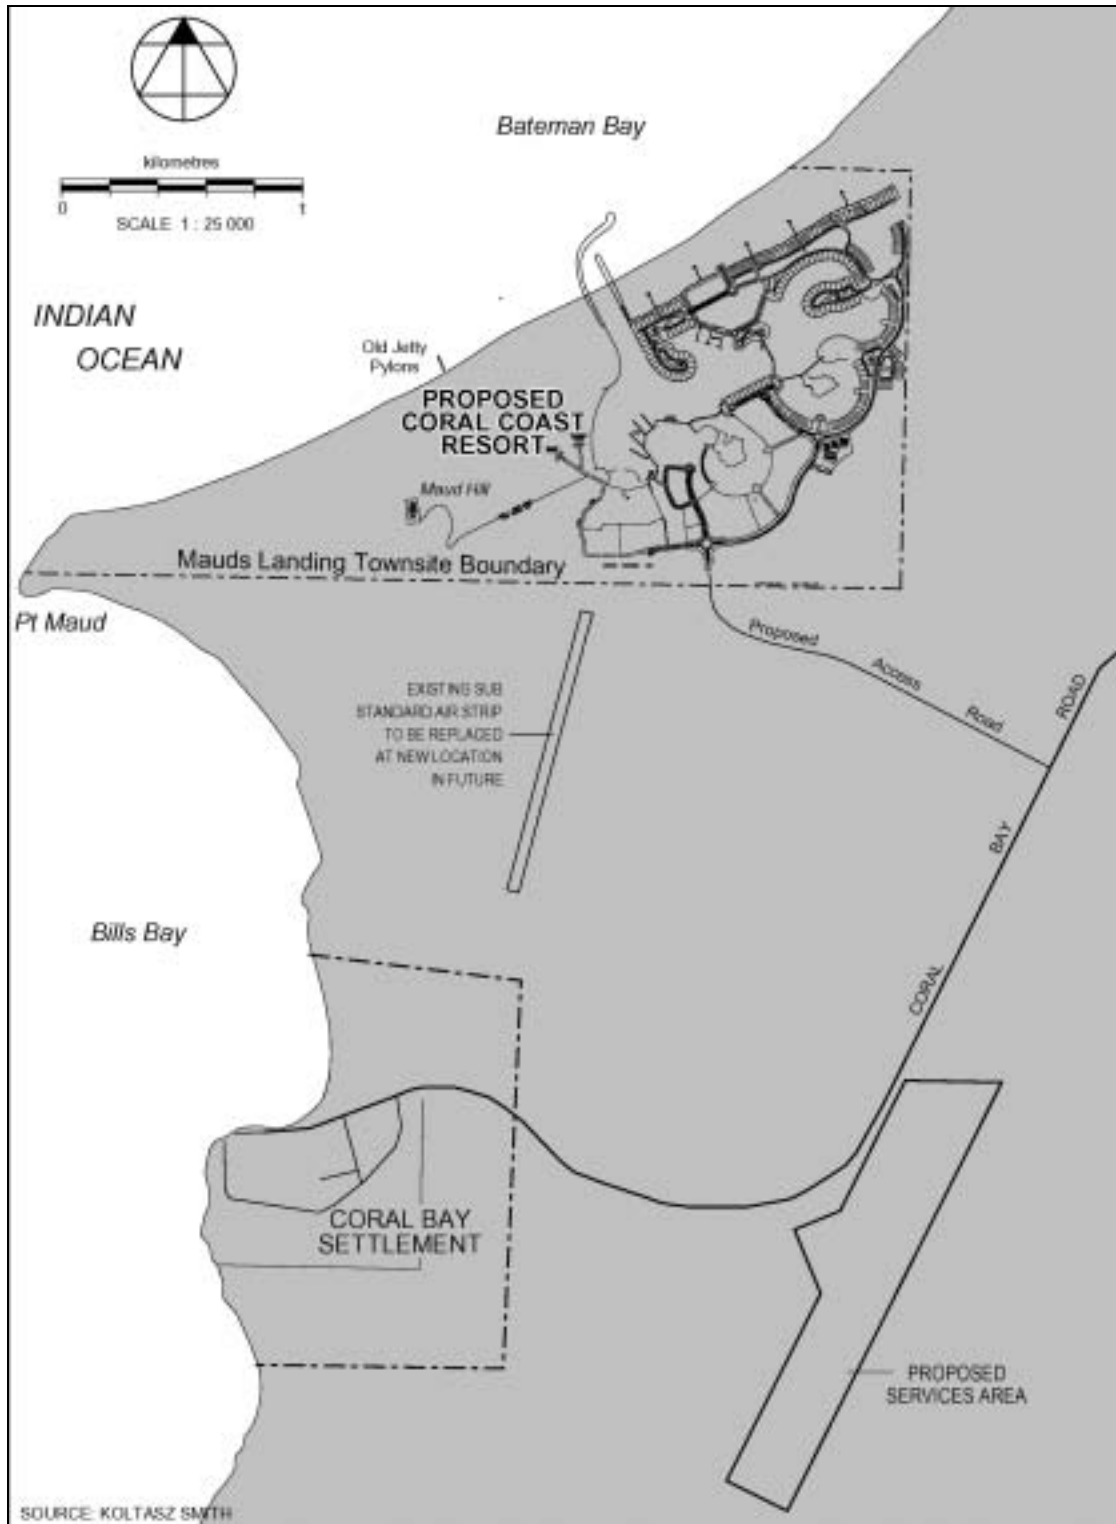 Bateman Bay
kilometres
0 1
SCALE 1 : 25 000
INDIAN
OCEAN
Old Jetty
Pylons
PROPOSED
CORAL COAST
RESORT
Maud Hill
Mauds Landing Townsite Boundary
Pt Maud
Proposed Access Road
EXISTING SUB
STANDARD AIR STRIP
TO BE REPLACED
AT NEW LOCATION
IN FUTURE
CORAL BAY ROAD
Bills Bay
CORAL BAY
SETTLEMENT
PROPOSED
SERVICES AREA
SOURCE: KOLTASZ SMITH